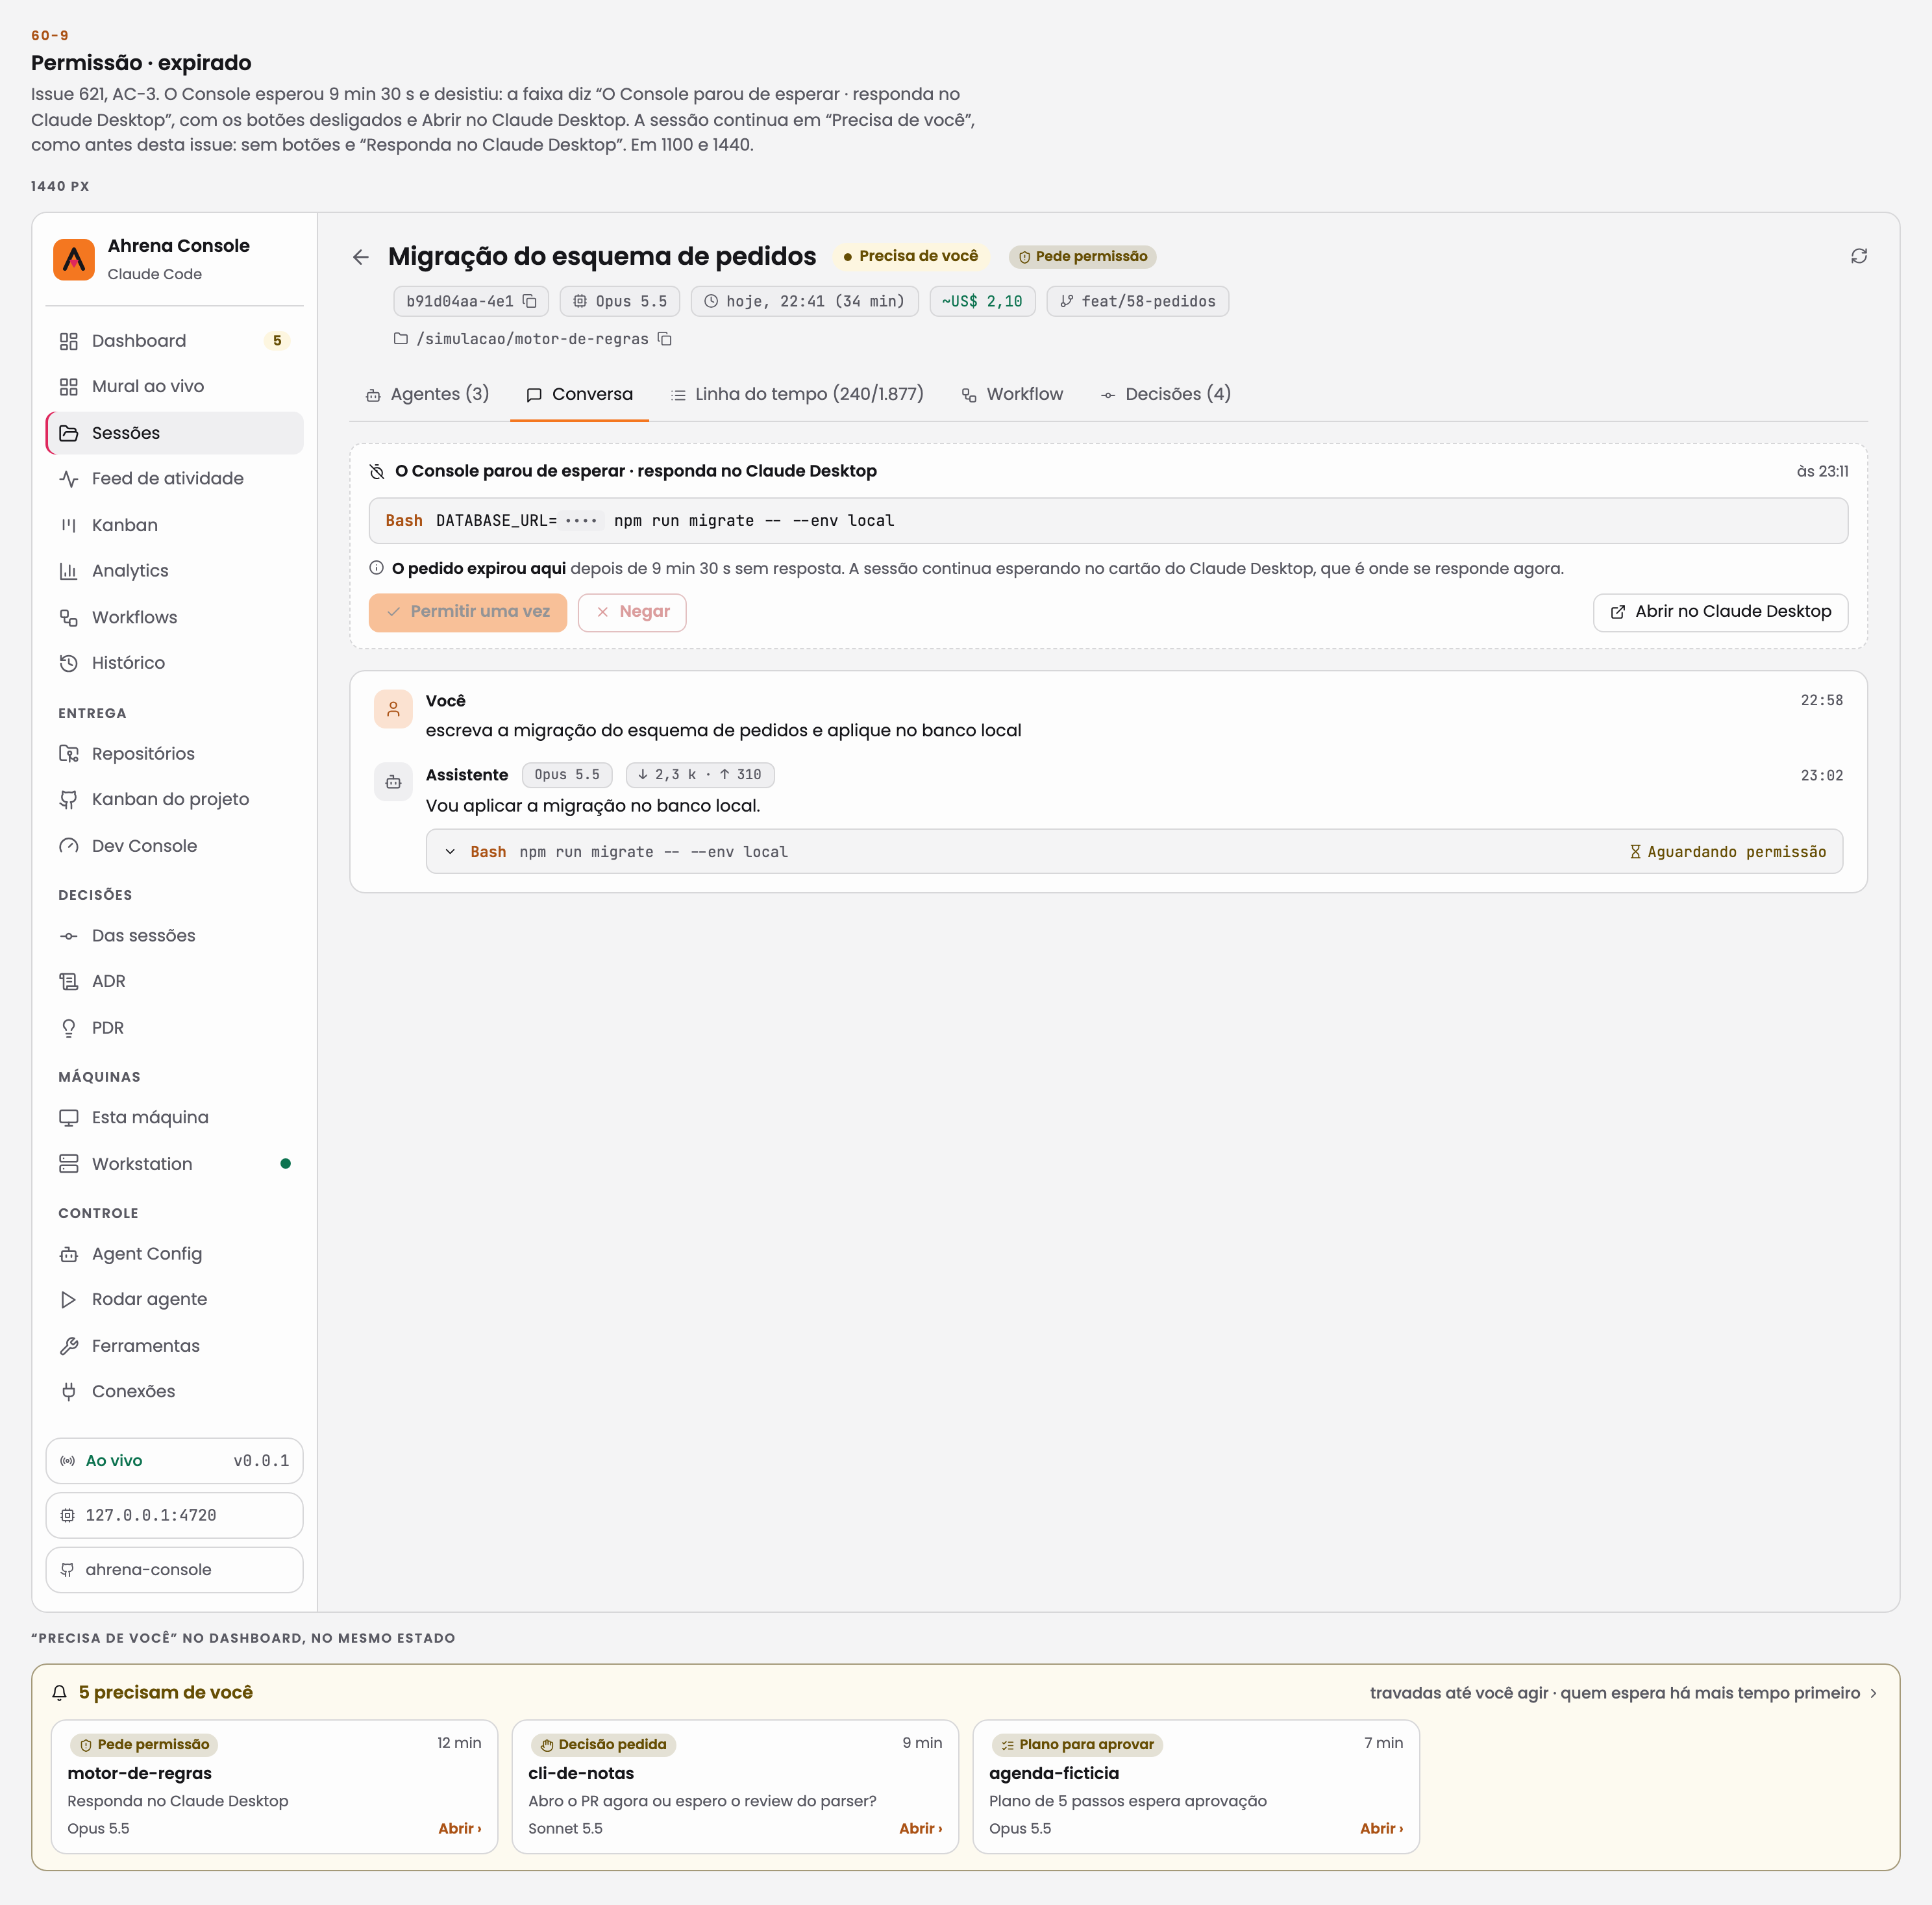 60-9
Permissão · expirado
Issue 621, AC-3. O Console esperou 9 min 30 s e desistiu: a faixa diz “O Console parou de esperar · responda no
Claude Desktop”, com os botões desligados e Abrir no Claude Desktop. A sessão continua em “Precisa de você”,
como antes desta issue: sem botões e “Responda no Claude Desktop”. Em 1100 e 1440.
1440 PX
Ahrena Console
Claude Code
Dashboard 5
Mural ao vivo
Sessões
Feed de atividade
Kanban
Analytics
Workflows
Histórico
ENTREGA
Repositórios
Kanban do projeto
Dev Console
DECISÕES
Das sessões
ADR
PDR
MÁQUINAS
Esta máquina
Workstation
CONTROLE
Agent Config
Rodar agente
Ferramentas
Conexões
Ao vivo v0.0.1
127.0.0.1:4720
ahrena-console
Migração do esquema de pedidos Precisa de você Pede permissão
b91d04aa-4e1 Opus 5.5 hoje, 22:41 (34 min) ~US$ 2,10 feat/58-pedidos
/simulacao/motor-de-regras
Agentes (3) Conversa Linha do tempo (240/1.877) Workflow Decisões (4)
O Console parou de esperar · responda no Claude Desktop às 23:11
Bash DATABASE_URL= •••• npm run migrate -- --env local
O pedido expirou aqui depois de 9 min 30 s sem resposta. A sessão continua esperando no cartão do Claude Desktop, que é onde se responde agora.
Permitir uma vez Negar Abrir no Claude Desktop
Você 22:58
escreva a migração do esquema de pedidos e aplique no banco local
Assistente Opus 5.5 ↓ 2,3 k · ↑ 310 23:02
Vou aplicar a migração no banco local.
Bash npm run migrate -- --env local Aguardando permissão
“PRECISA DE VOCÊ” NO DASHBOARD, NO MESMO ESTADO
5 precisam de você travadas até você agir · quem espera há mais tempo primeiro ›
Pede permissão 12 min
motor-de-regras
Responda no Claude Desktop
Opus 5.5 Abrir ›
Decisão pedida 9 min
cli-de-notas
Abro o PR agora ou espero o review do parser?
Sonnet 5.5 Abrir ›
Plano para aprovar 7 min
agenda-ficticia
Plano de 5 passos espera aprovação
Opus 5.5 Abrir ›